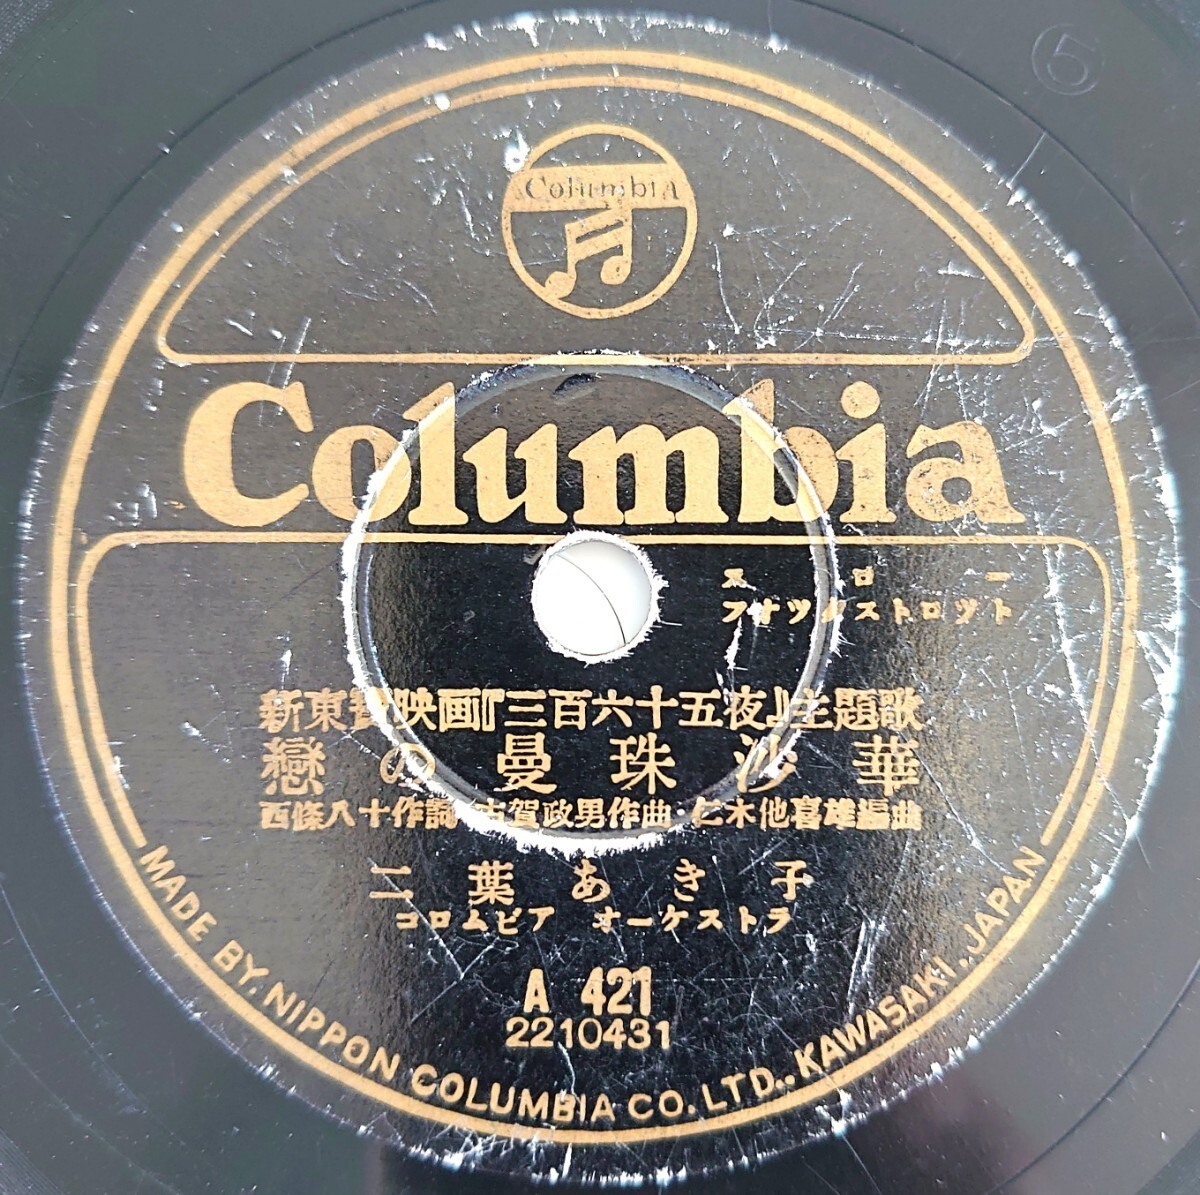 5
Columbia
Columbia
スロー
フオツクストロツト
新東寳映画『三百六十五夜』主題歌
戀の曼珠沙華
西條八十作詞・古賀政男作曲・仁木他喜雄編曲
二葉あき子
コロムビア オーケストラ
A 421
2210431
MADE BY, NIPPON COLUMBIA CO. LTD., KAWASAKI, JAPAN